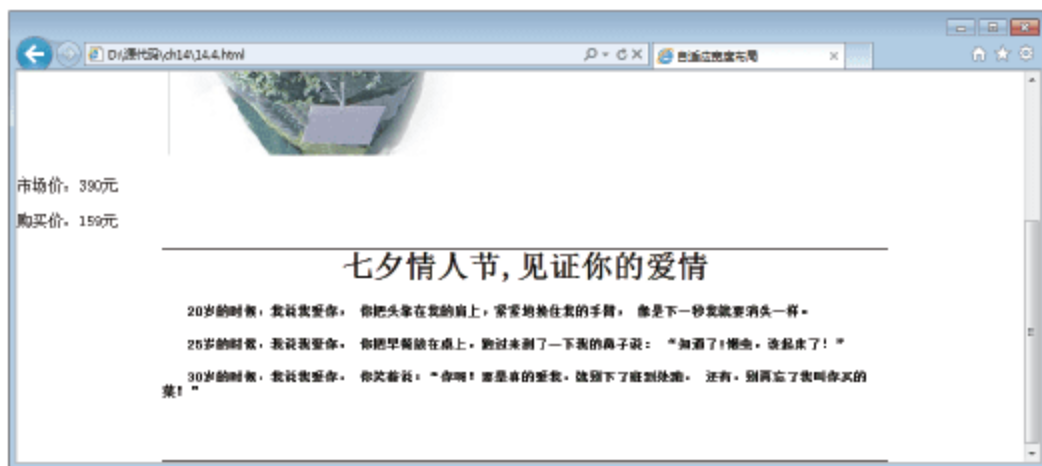 D:\源代码\ch14\14.4.html
自适应宽度布局
市场价：390元
购买价：159元
七夕情人节,见证你的爱情
20岁的时候，我说我爱你， 你把头靠在我的肩上，紧紧地挽住我的手臂， 像是下一秒我就要消失一样。
25岁的时候，我说我爱你， 你把早餐放在桌上，跑过来刮了一下我的鼻子说： “知道了！懒虫，该起床了！”
30岁的时候，我说我爱你， 你笑着说：“你啊！要是真的爱我，就别下了班到处跑， 还有，别再忘了我叫你买的
菜！”